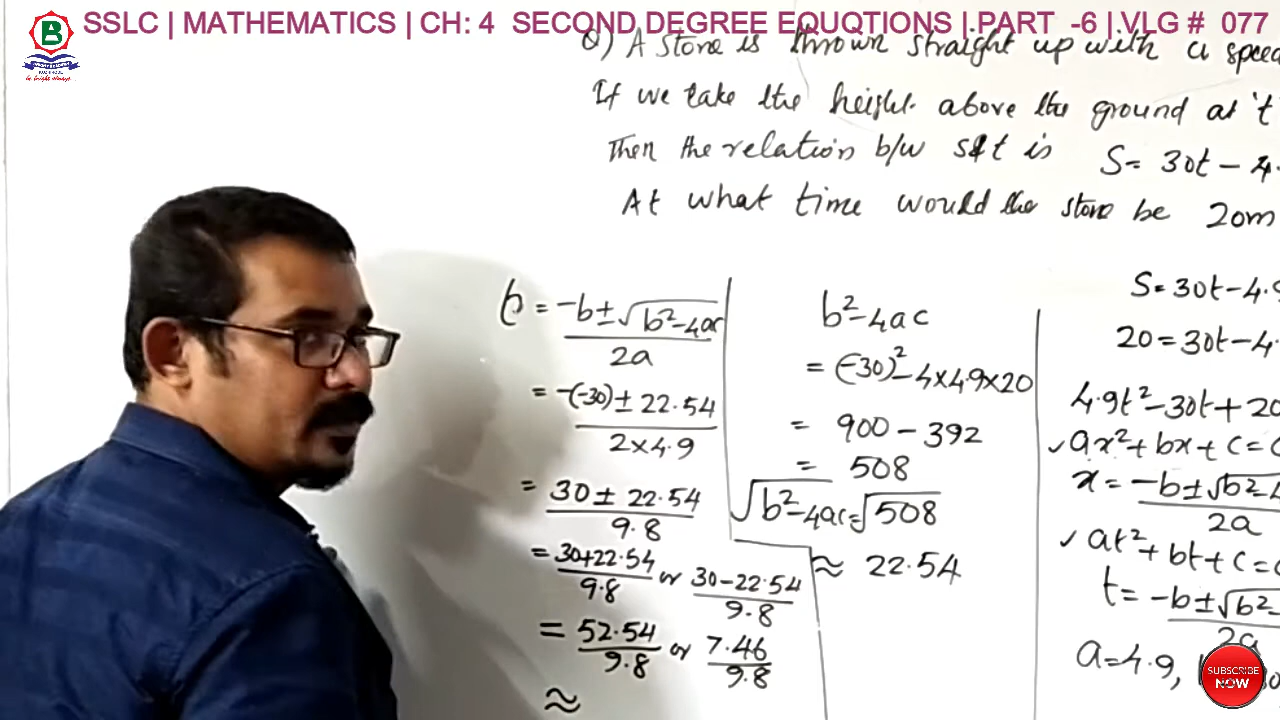 SSLC | MATHEMATICS | CH: 4 SECOND DEGREE EQUQTIONS | PART -6 | VLG # 077
B
Q) A stone is thrown straight up with a speed
If we take the height above the ground at 't'
Then the relation b/w s&t is S= 30t - 4.
At what time would the stone be 20m
t = -b±√b²-4ac
2a
= -(-30) ± 22.54
2×4.9
= 30 ± 22.54
9.8
= 30+22.54 or 30-22.54
9.8 9.8
= 52.54 or 7.46
9.8 9.8
≈
b²-4ac
= (-30)²-4×4.9×20
= 900 - 392
= 508
√b²-4ac = √508
≈ 22.54
S= 30t-4.9
20 = 30t-4.
4.9t²-30t+20
✓ax²+bx+c=0
x = -b±√b²-4
2a
✓at²+bt+c=0
t= -b±√b²-
2a
a=4.9,
SUBSCRIBE
NOW